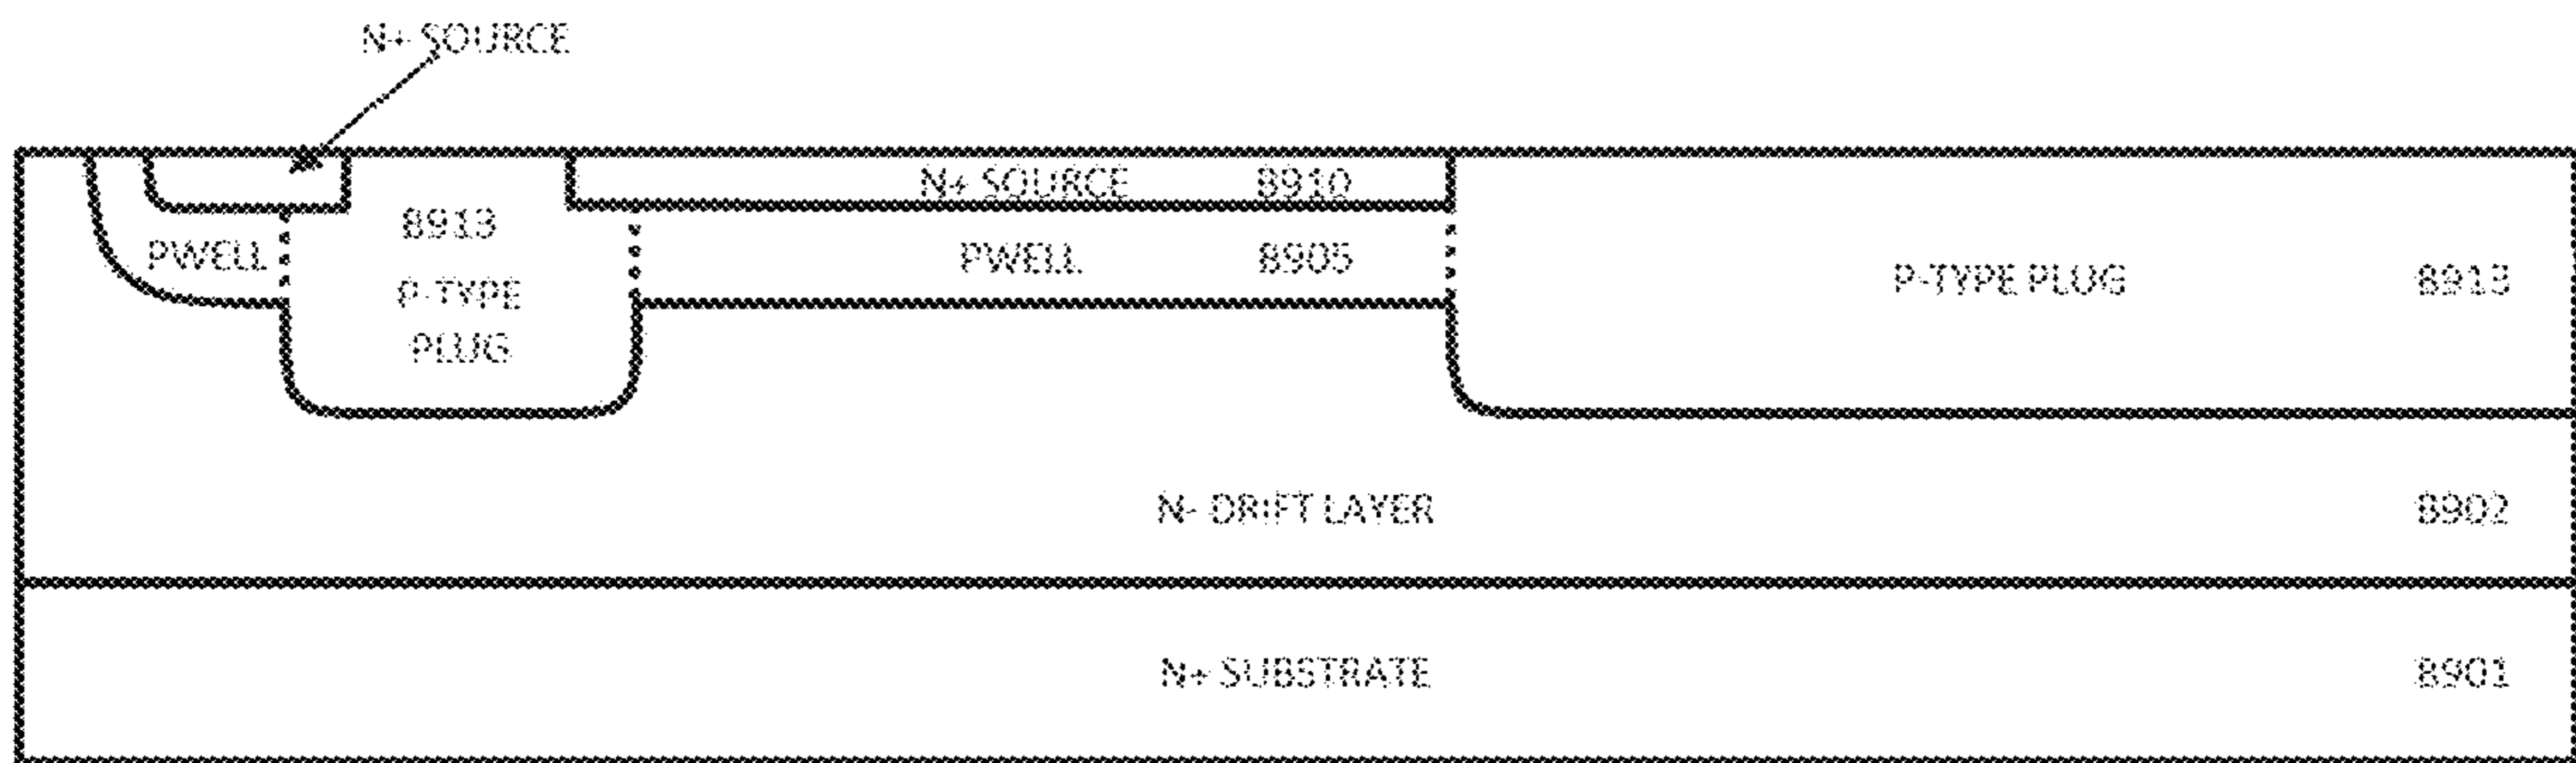 N+ SOURCE
N+ SOURCE 8910
8913
PWELL
PWELL 8905
P-TYPE
PLUG
P-TYPE PLUG 8913
N- DRIFT LAYER 8902
N+ SUBSTRATE 8901